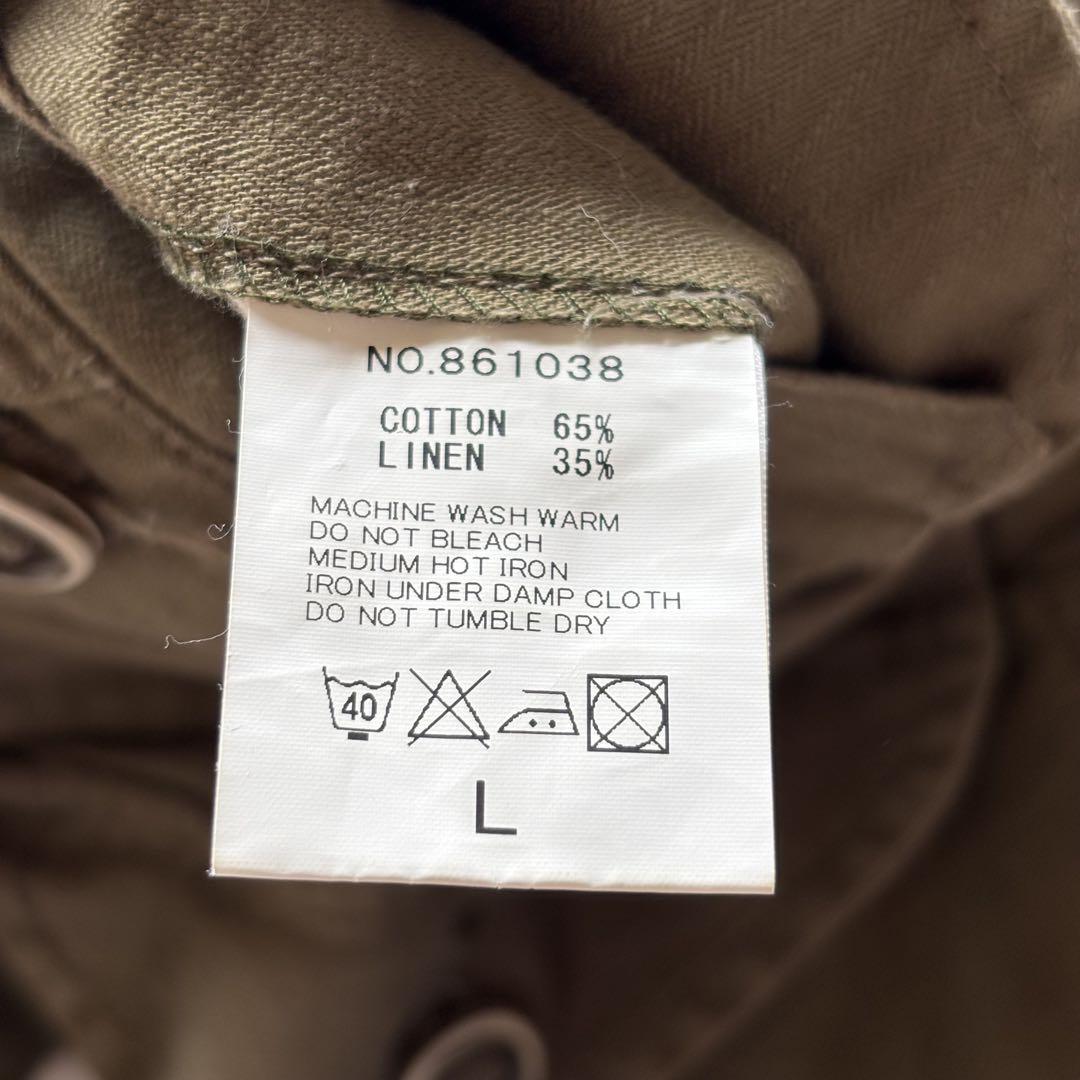 NO.861038
COTTON 65%
LINEN 35%
MACHINE WASH WARM
DO NOT BLEACH
MEDIUM HOT IRON
IRON UNDER DAMP CLOTH
DO NOT TUMBLE DRY
40
L